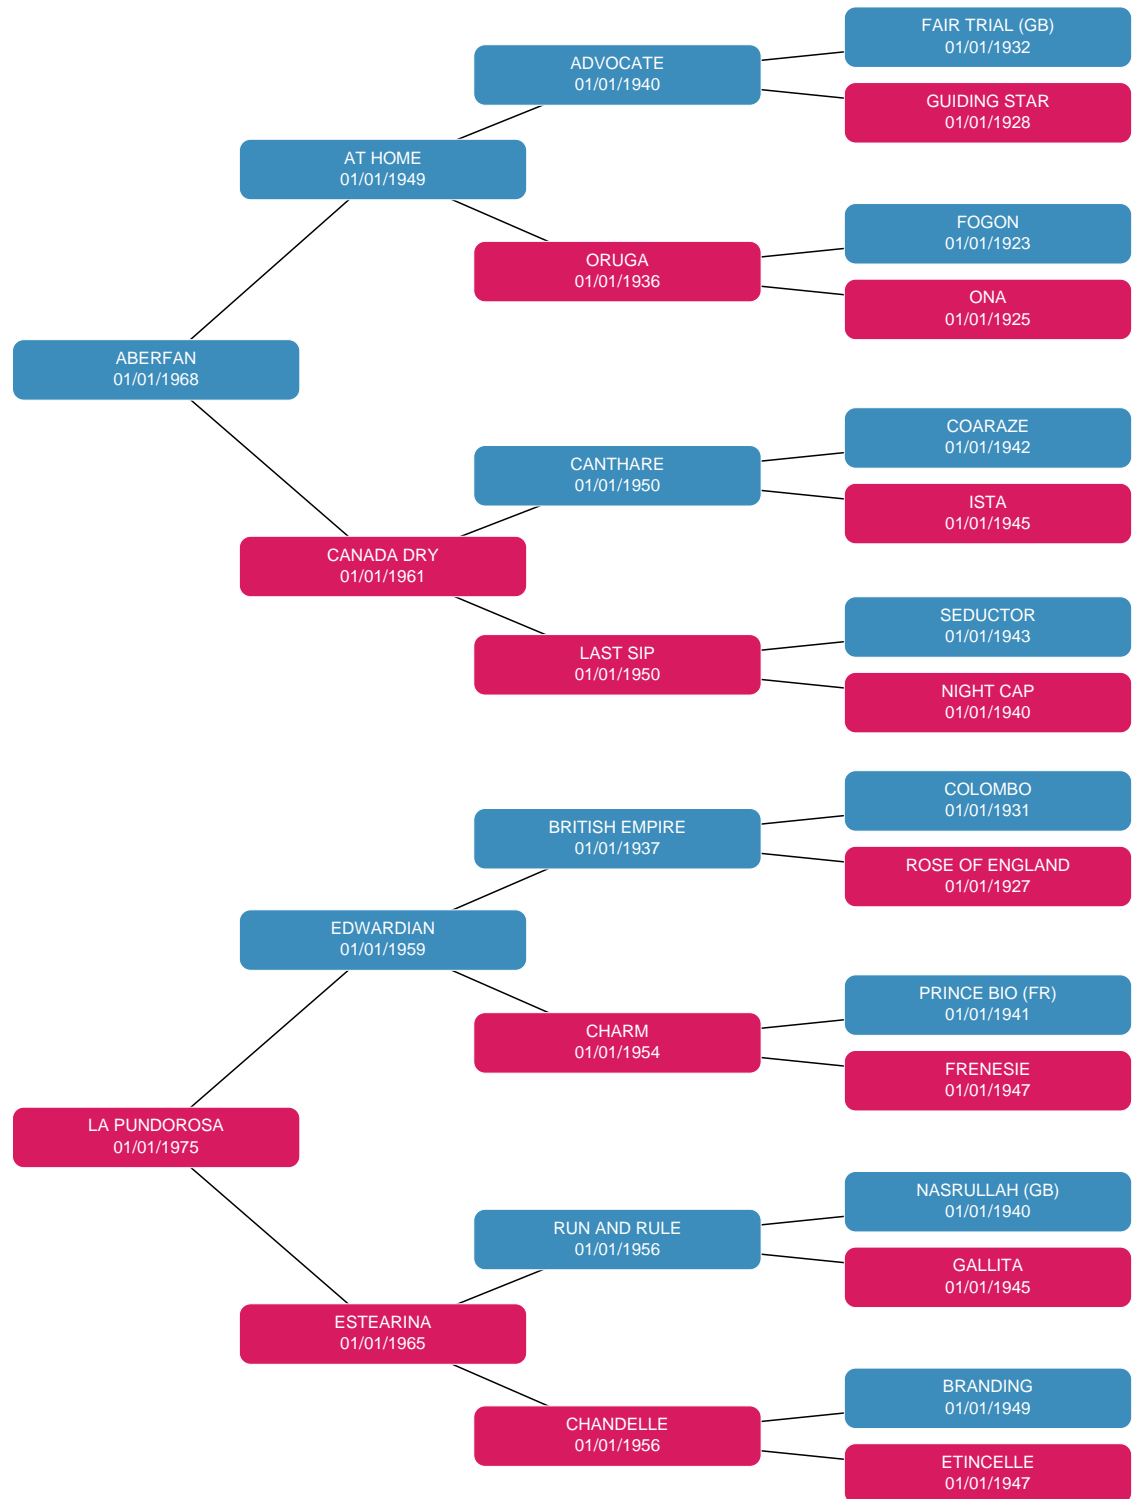 FAIR TRIAL (GB)
01/01/1932
ADVOCATE
01/01/1940
GUIDING STAR
01/01/1928
AT HOME
01/01/1949
FOGON
01/01/1923
ORUGA
01/01/1936
ONA
01/01/1925
ABERFAN
01/01/1968
COARAZE
01/01/1942
CANTHARE
01/01/1950
ISTA
01/01/1945
CANADA DRY
01/01/1961
SEDUCTOR
01/01/1943
LAST SIP
01/01/1950
NIGHT CAP
01/01/1940
COLOMBO
01/01/1931
BRITISH EMPIRE
01/01/1937
ROSE OF ENGLAND
01/01/1927
EDWARDIAN
01/01/1959
PRINCE BIO (FR)
01/01/1941
CHARM
01/01/1954
FRENESIE
01/01/1947
LA PUNDOROSA
01/01/1975
NASRULLAH (GB)
01/01/1940
RUN AND RULE
01/01/1956
GALLITA
01/01/1945
ESTEARINA
01/01/1965
BRANDING
01/01/1949
CHANDELLE
01/01/1956
ETINCELLE
01/01/1947